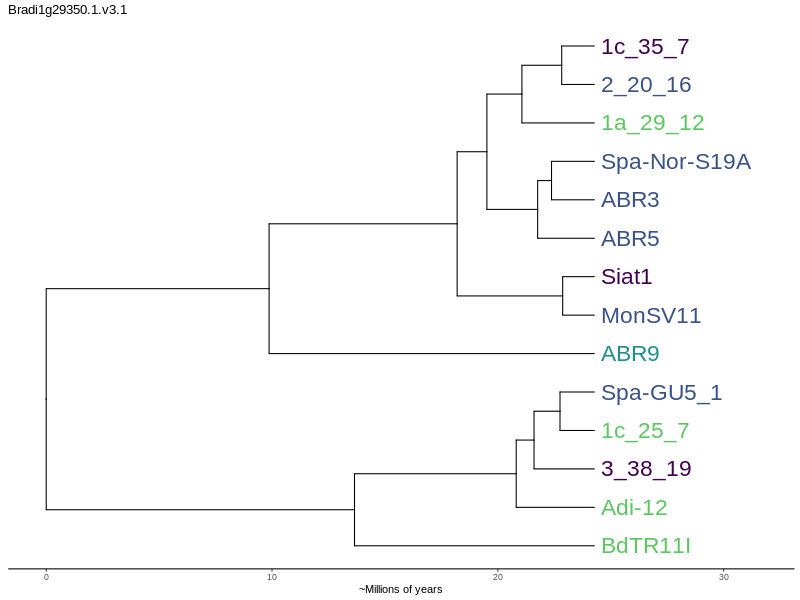 Bradi1g29350.1.v3.1
1c_35_7
2_20_16
1a_29_12
Spa-Nor-S19A
ABR3
ABR5
Siat1
MonSV11
ABR9
Spa-GU5_1
1c_25_7
3_38_19
Adi-12
BdTR11I
0 10 20 30
~Millions of years